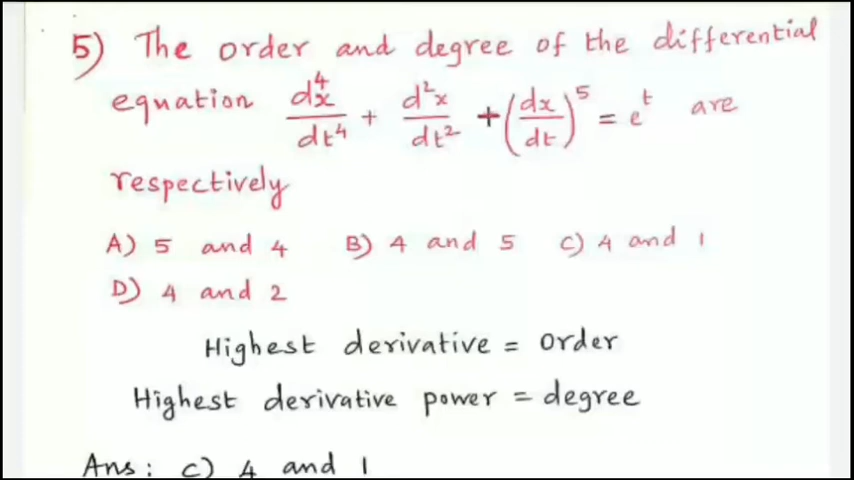 5) The order and degree of the differential
equation d⁴x/dt⁴ + d²x/dt² + (dx/dt)⁵ = eᵗ are
respectively
A) 5 and 4 B) 4 and 5 C) 4 and 1
D) 4 and 2
Highest derivative = Order
Highest derivative power = degree
Ans: C) 4 and 1